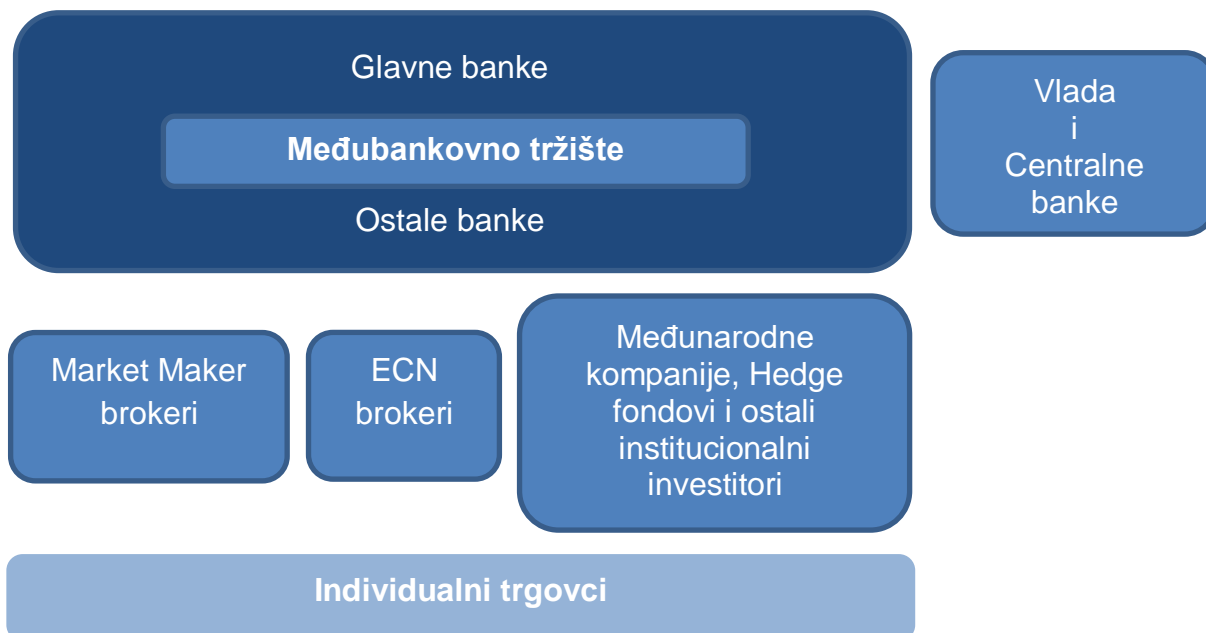 Glavne banke
Međubankovno tržište
Ostale banke
Vlada
i
Centralne
banke
Market Maker
brokeri
ECN
brokeri
Međunarodne
kompanije, Hedge
fondovi i ostali
institucionalni
investitori
Individualni trgovci